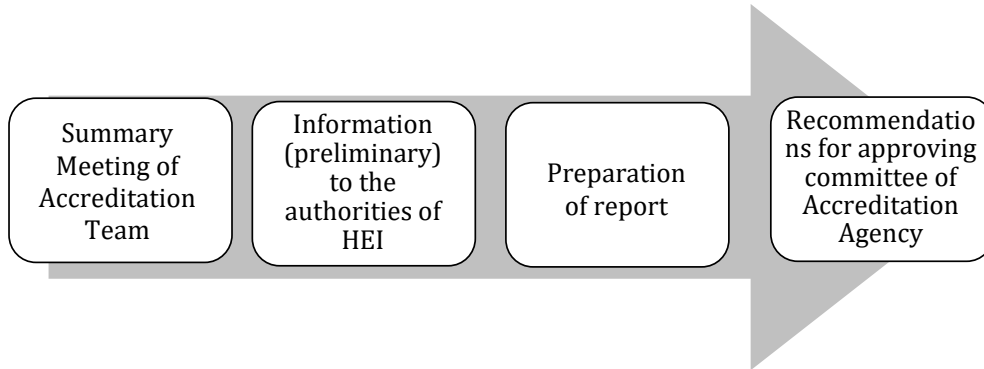 Summary
Meeting of
Accreditation
Team
Information
(preliminary)
to the
authorities of
HEI
Preparation
of report
Recommendatio
ns for approving
committee of
Accreditation
Agency